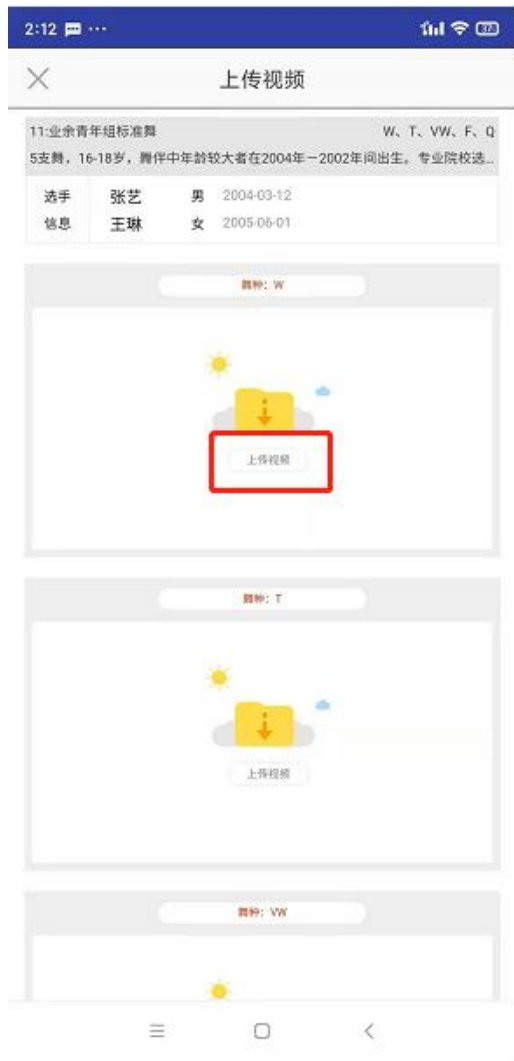 2:12
上传视频
11:业余青年组标准舞 W、T、VW、F、Q
5支舞，16-18岁，舞伴中年龄较大者在2004年－2002年间出生。专业院校选...
选手 张艺 男 2004-03-12
信息 王琳 女 2005-06-01
舞种：W
上传视频
舞种：T
上传视频
舞种：VW